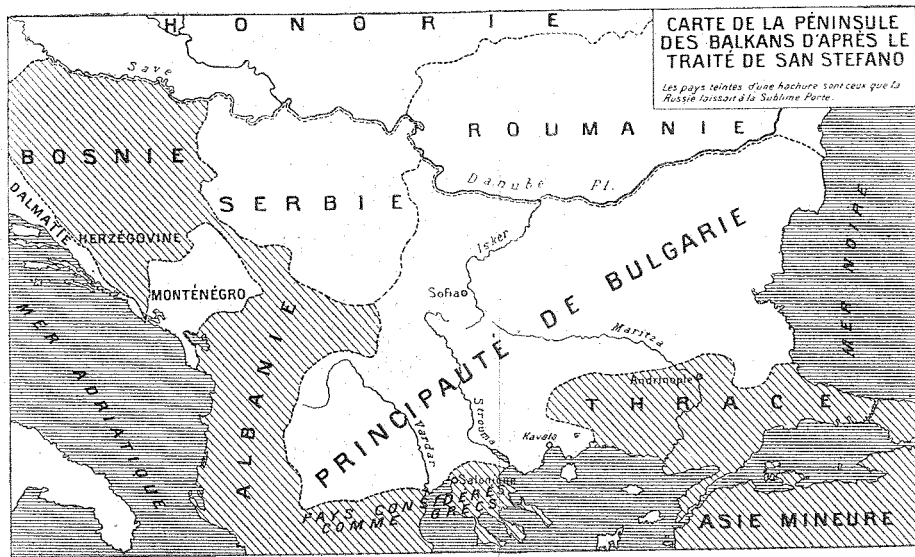 HONORIE
CARTE DE LA PÉNINSULE
DES BALKANS D'APRÈS LE
TRAITÉ DE SAN STEFANO
Les pays teintés d'une hachure sont ceux que la
Russie laissait à la Sublime Porte.
Save
ROUMANIE
BOSNIE
Danube Fl.
SERBIE
DALMATIE
HERZÉGOVINE
Isker
MER NOIRE
MONTÉNÉGRO
Sofia
PRINCIPAUTÉ DE BULGARIE
MER ADRIATIQUE
ALBANIE
Maritza
Andrinople
THRACE
Strouma
Vardar
Kavala
Salonique
PAYS CONSIDÉRÉS
COMME GRECS
ASIE MINEURE